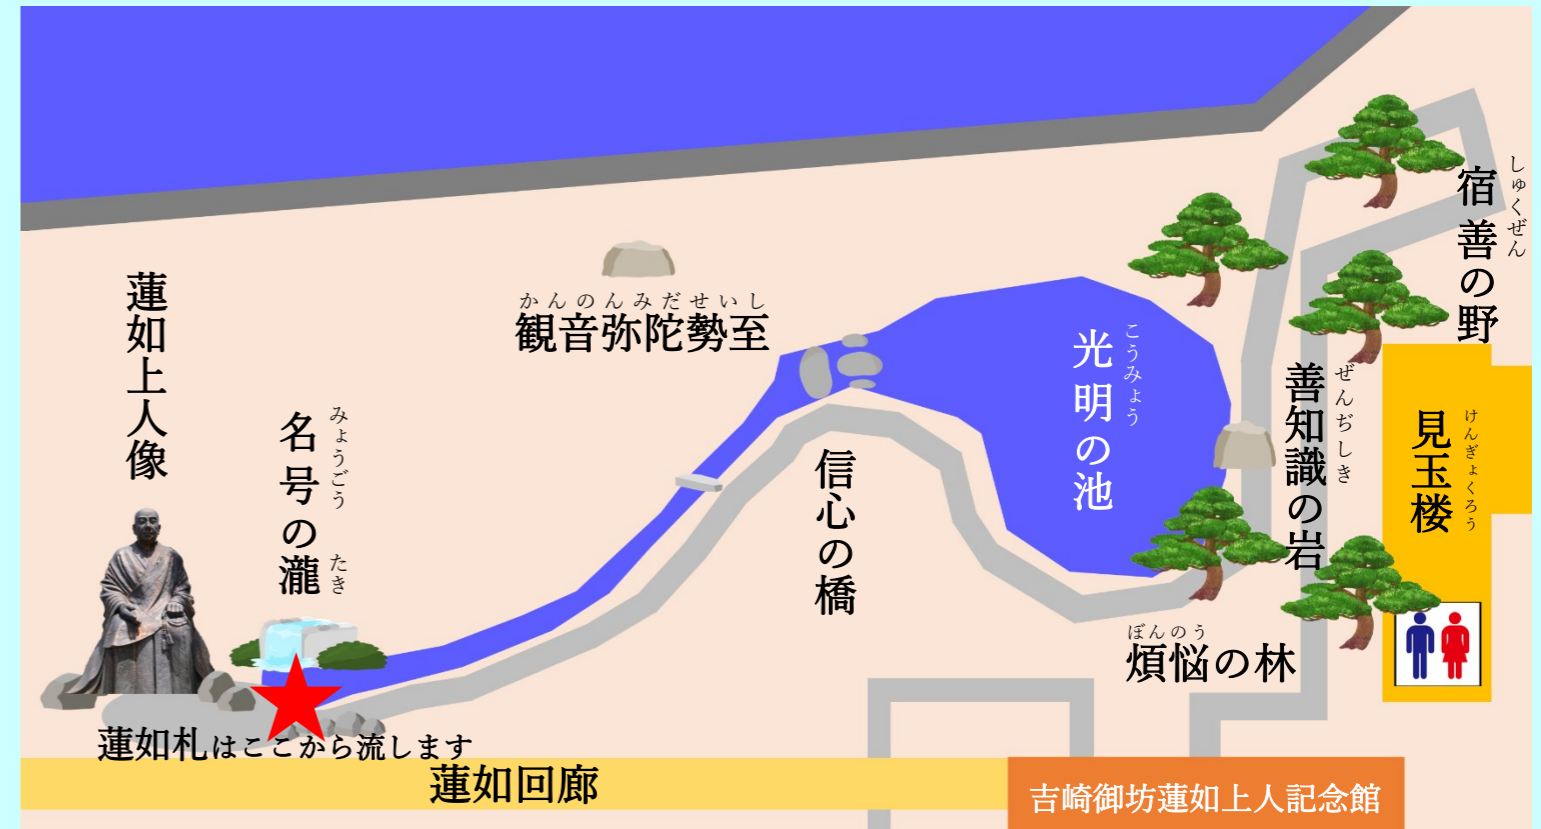 しゅくぜん
宿善の野
かんのんみだせいし
観音弥陀勢至
蓮如上人像
みょうごう たき
名号の瀧
こうみょう
光明の池
信心の橋
ぜんぢしき
善知識の岩
けんぎょくろう
見玉楼
ぼんのう
煩悩の林
蓮如札はここから流します
蓮如回廊
吉崎御坊蓮如上人記念館